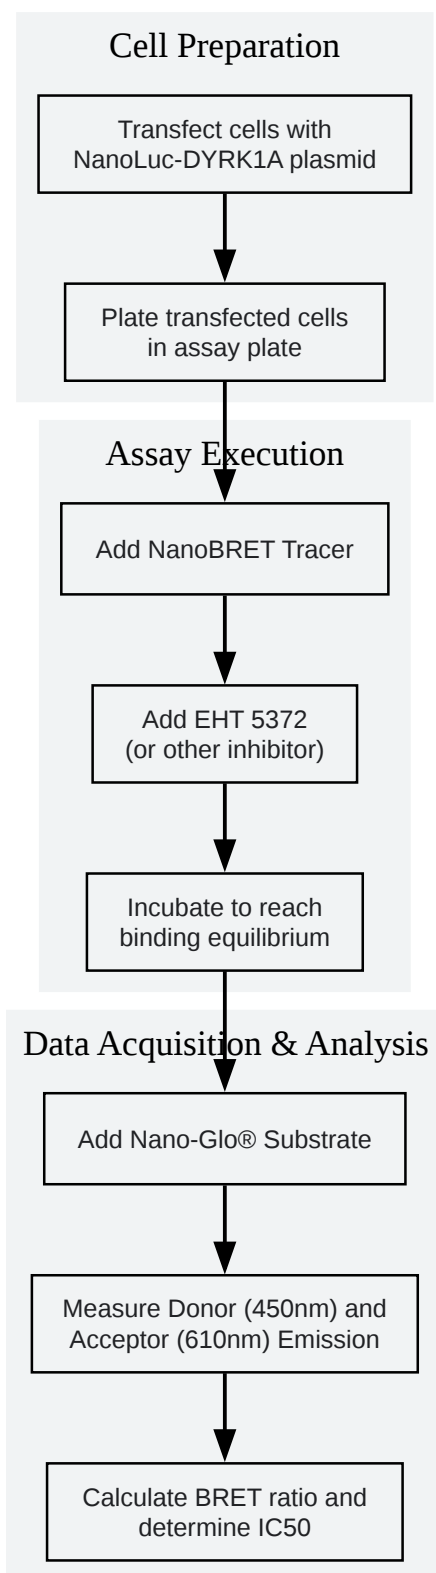 Cell Preparation
Transfect cells with
NanoLuc-DYRK1A plasmid
Plate transfected cells
in assay plate
Assay Execution
Add NanoBRET Tracer
Add EHT 5372
(or other inhibitor)
Incubate to reach
binding equilibrium
Data Acquisition & Analysis
Add Nano-Glo® Substrate
Measure Donor (450nm) and
Acceptor (610nm) Emission
Calculate BRET ratio and
determine IC50